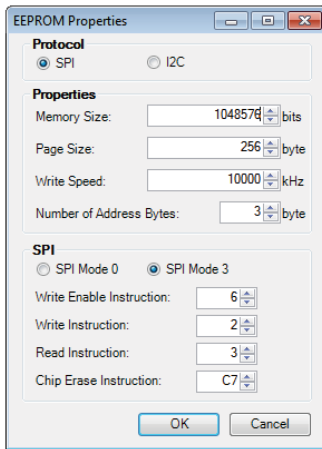 EEPROM Properties
Protocol
SPI I2C
Properties
Memory Size: 1048576 bits
Page Size: 256 byte
Write Speed: 10000 kHz
Number of Address Bytes: 3 byte
SPI
SPI Mode 0 SPI Mode 3
Write Enable Instruction: 6
Write Instruction: 2
Read Instruction: 3
Chip Erase Instruction: C7
OK Cancel